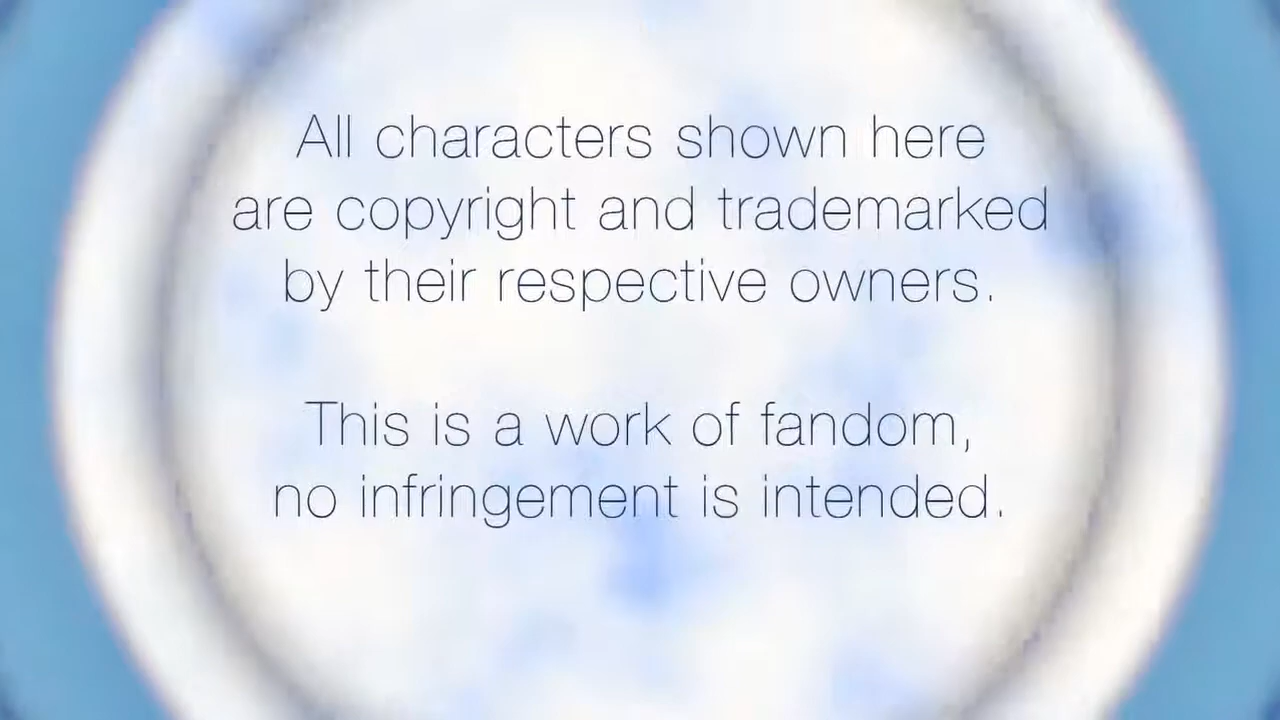 All characters shown here
are copyright and trademarked
by their respective owners.
This is a work of fandom,
no infringement is intended.